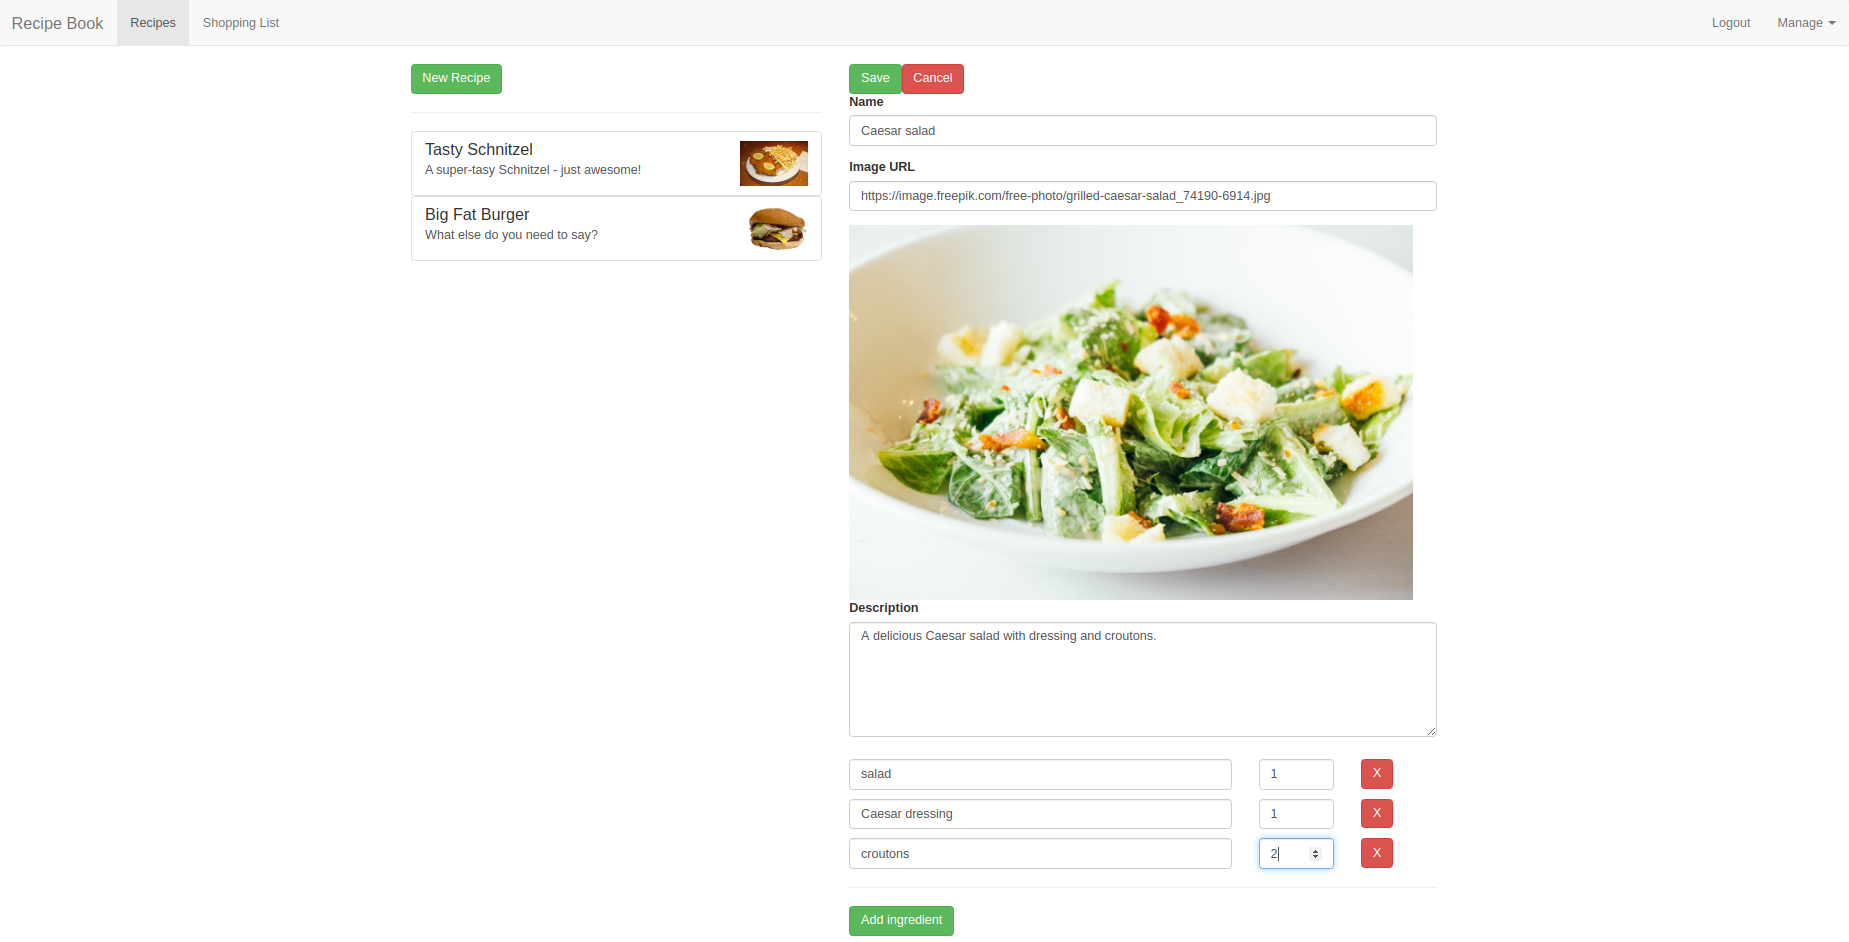 Recipe Book Recipes Shopping List Logout Manage
New Recipe
Tasty Schnitzel
A super-tasy Schnitzel - just awesome!
Big Fat Burger
What else do you need to say?
Save Cancel
Name
Caesar salad
Image URL
https://image.freepik.com/free-photo/grilled-caesar-salad_74190-6914.jpg
Description
A delicious Caesar salad with dressing and croutons.
salad 1 X
Caesar dressing 1 X
croutons 2 X
Add ingredient